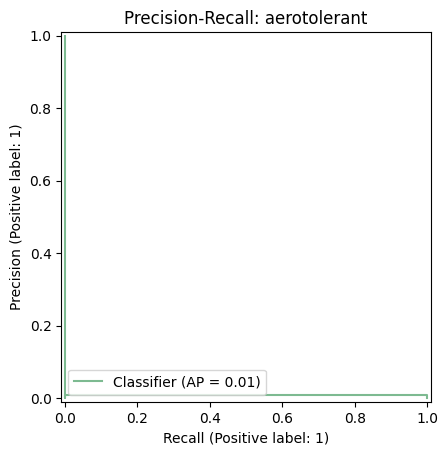 Precision-Recall: aerotolerant
1.0
0.8
0.6
0.4
0.2
0.0
Precision (Positive label: 1)
Classifier (AP = 0.01)
0.0 0.2 0.4 0.6 0.8 1.0
Recall (Positive label: 1)